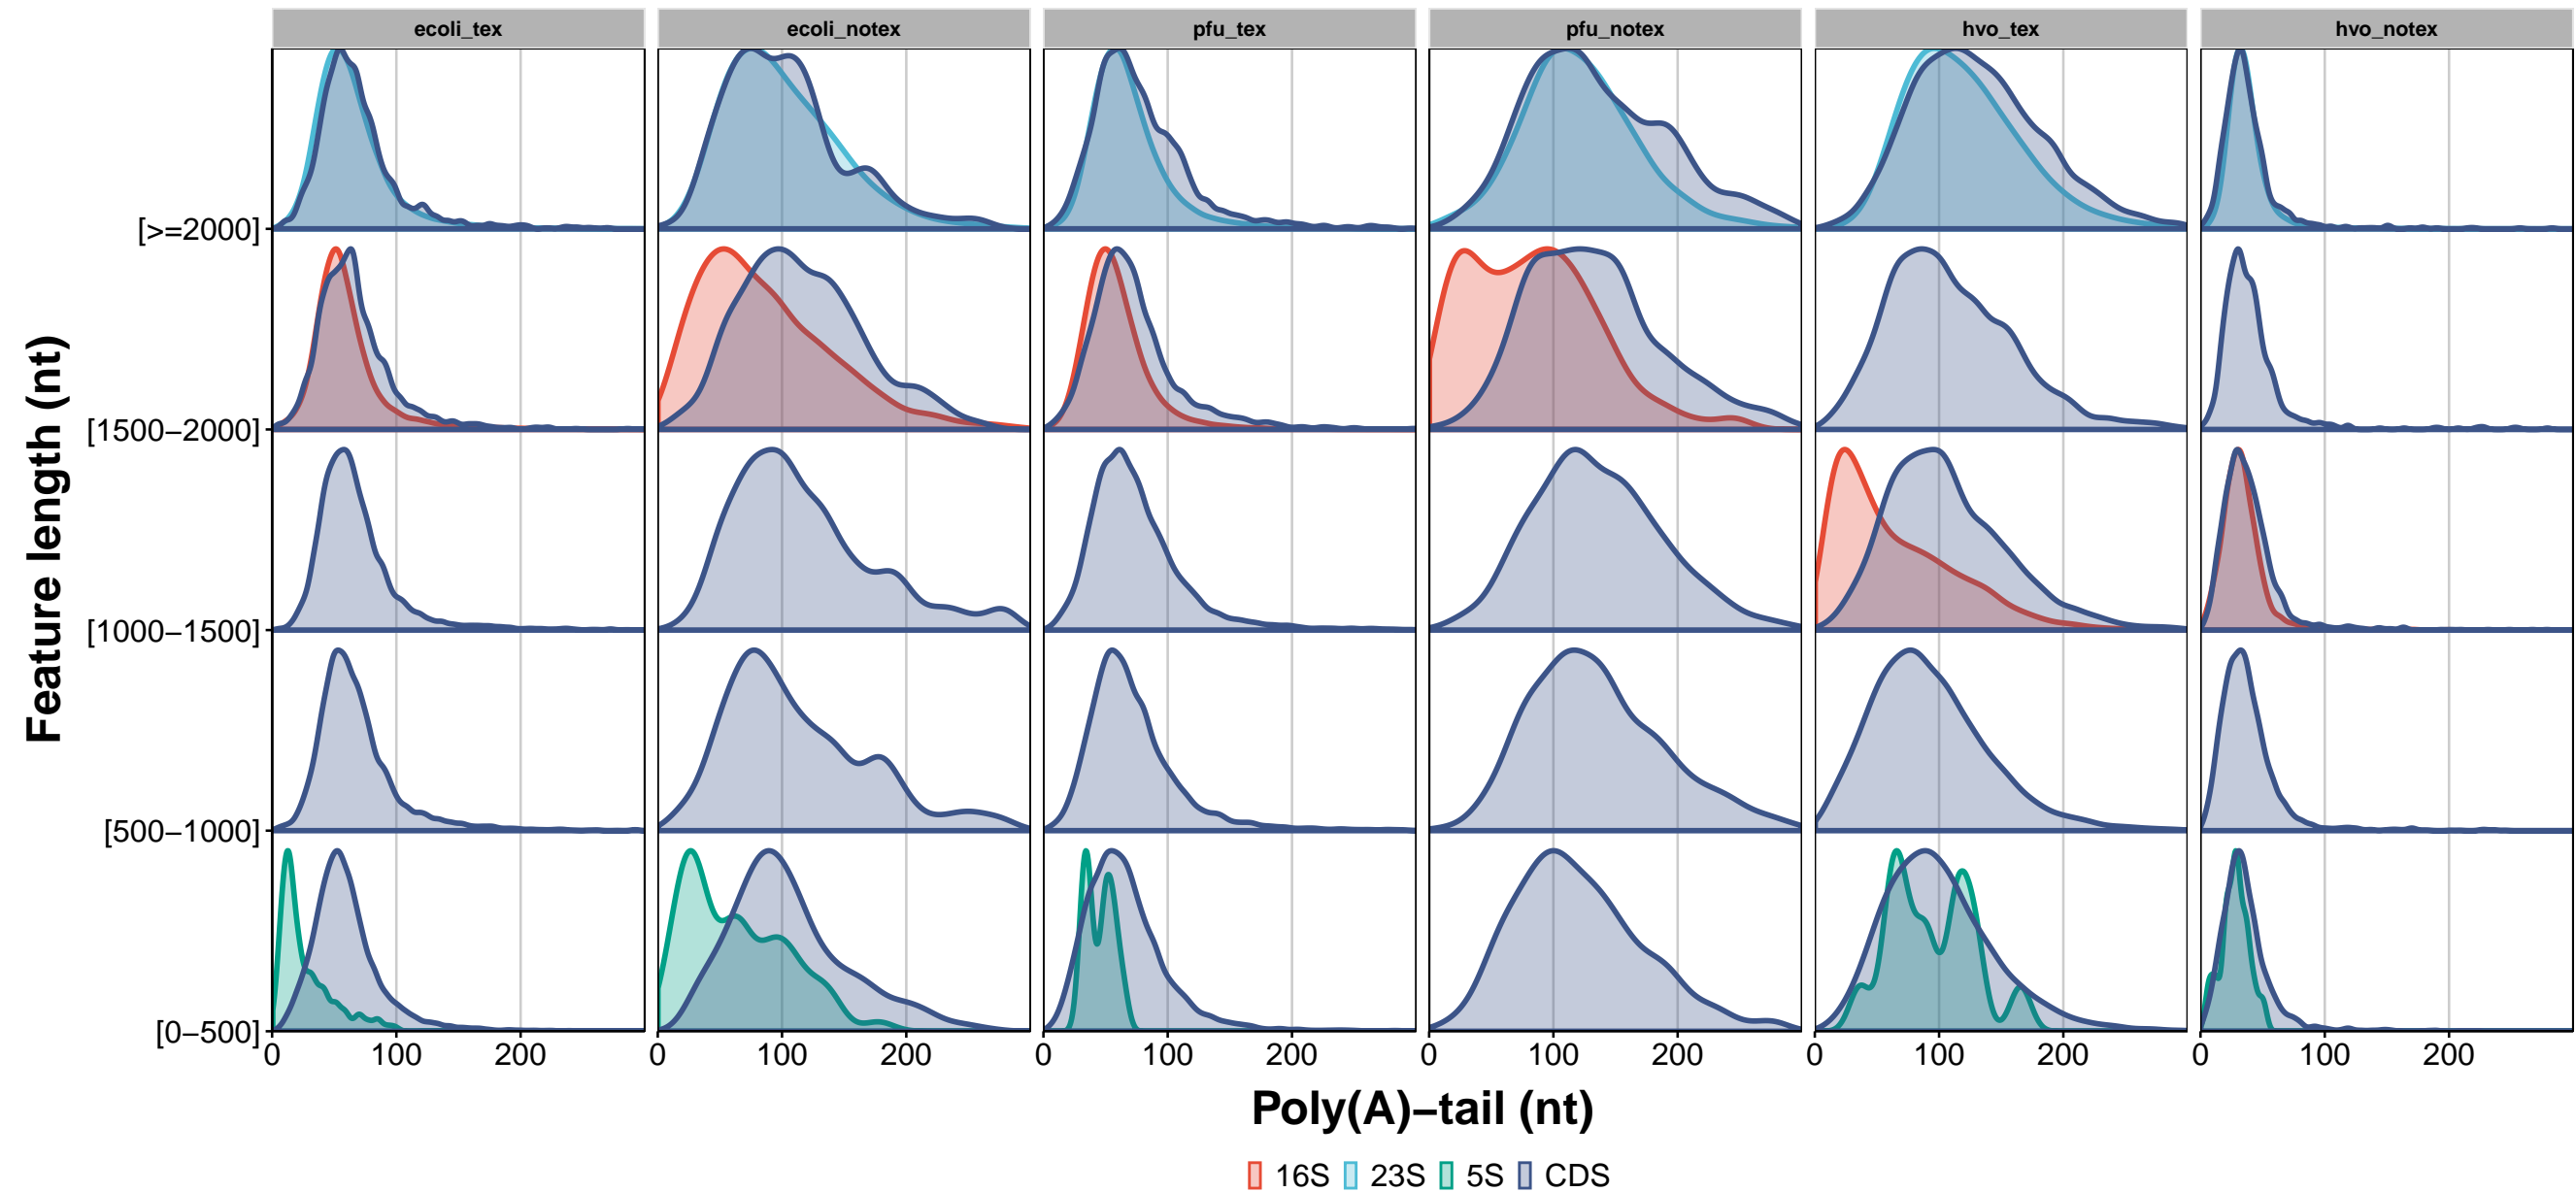 ecoli_tex ecoli_notex pfu_tex pfu_notex hvo_tex hvo_notex
Feature length (nt)
[>=2000]
[1500−2000]
[1000−1500]
[500−1000]
[0−500]
0 100 200 0 100 200 0 100 200 0 100 200 0 100 200 0 100 200
Poly(A)−tail (nt)
16S 23S 5S CDS